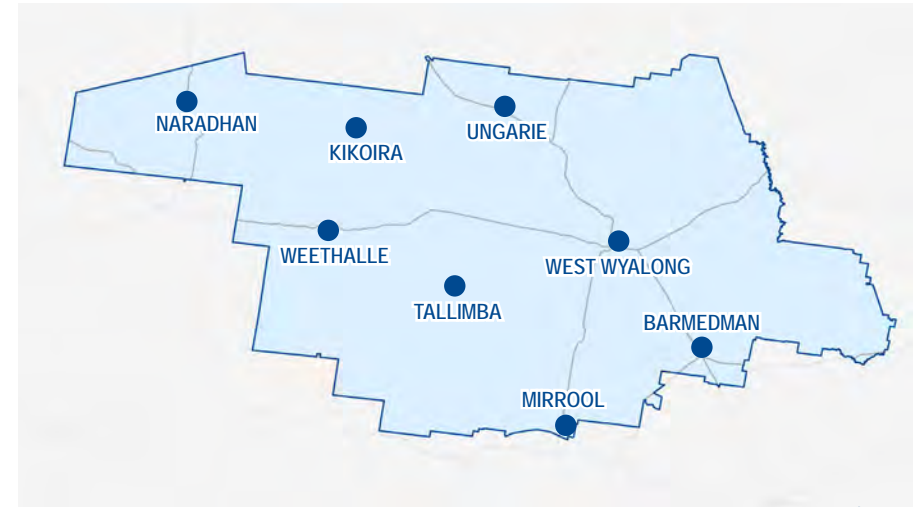 NARADHAN
UNGARIE
KIKOIRA
WEETHALLE
WEST WYALONG
TALLIMBA
BARMEDMAN
MIRROOL